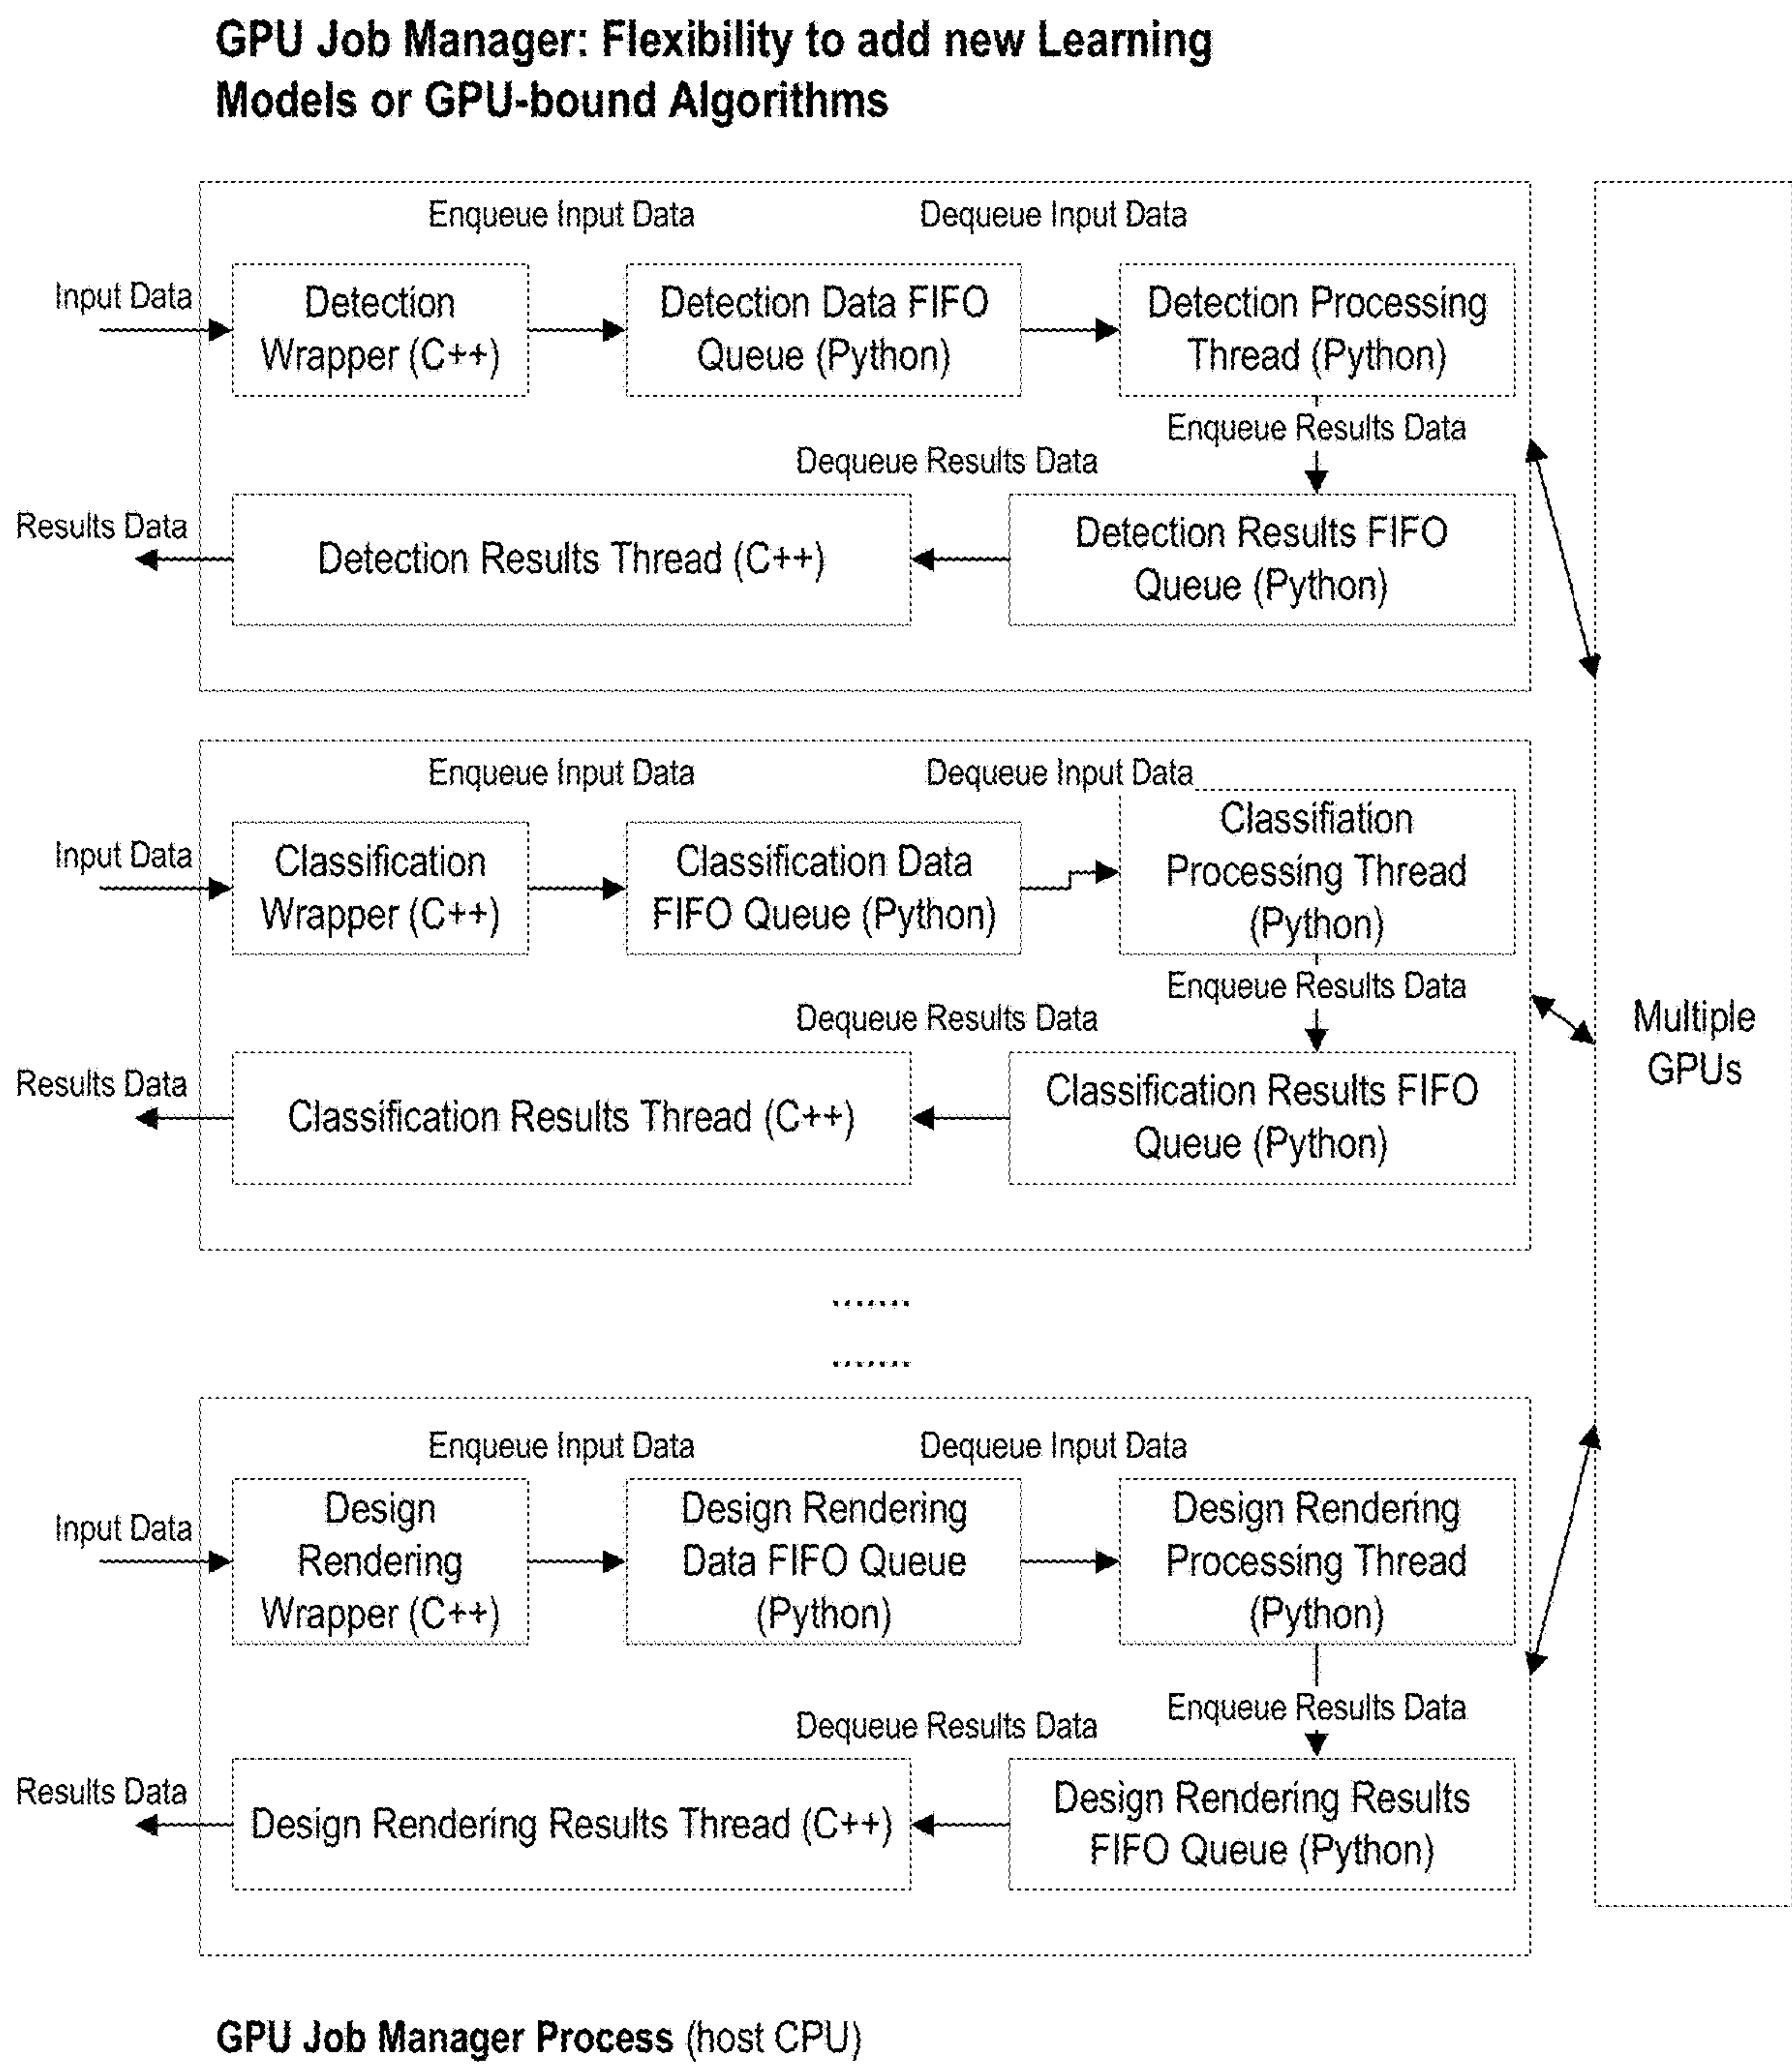 GPU Job Manager: Flexibility to add new Learning
Models or GPU-bound Algorithms
Enqueue Input Data
Dequeue Input Data
Input Data
Detection
Wrapper (C++)
Detection Data FIFO
Queue (Python)
Detection Processing
Thread (Python)
Enqueue Results Data
Dequeue Results Data
Results Data
Detection Results Thread (C++)
Detection Results FIFO
Queue (Python)
Enqueue Input Data
Dequeue Input Data
Input Data
Classification
Wrapper (C++)
Classification Data
FIFO Queue (Python)
Classifiation
Processing Thread
(Python)
Enqueue Results Data
Dequeue Results Data
Results Data
Classification Results Thread (C++)
Classification Results FIFO
Queue (Python)
Multiple
GPUs
.......
.......
Enqueue Input Data
Dequeue Input Data
Input Data
Design
Rendering
Wrapper (C++)
Design Rendering
Data FIFO Queue
(Python)
Design Rendering
Processing Thread
(Python)
Enqueue Results Data
Dequeue Results Data
Results Data
Design Rendering Results Thread (C++)
Design Rendering Results
FIFO Queue (Python)
GPU Job Manager Process (host CPU)